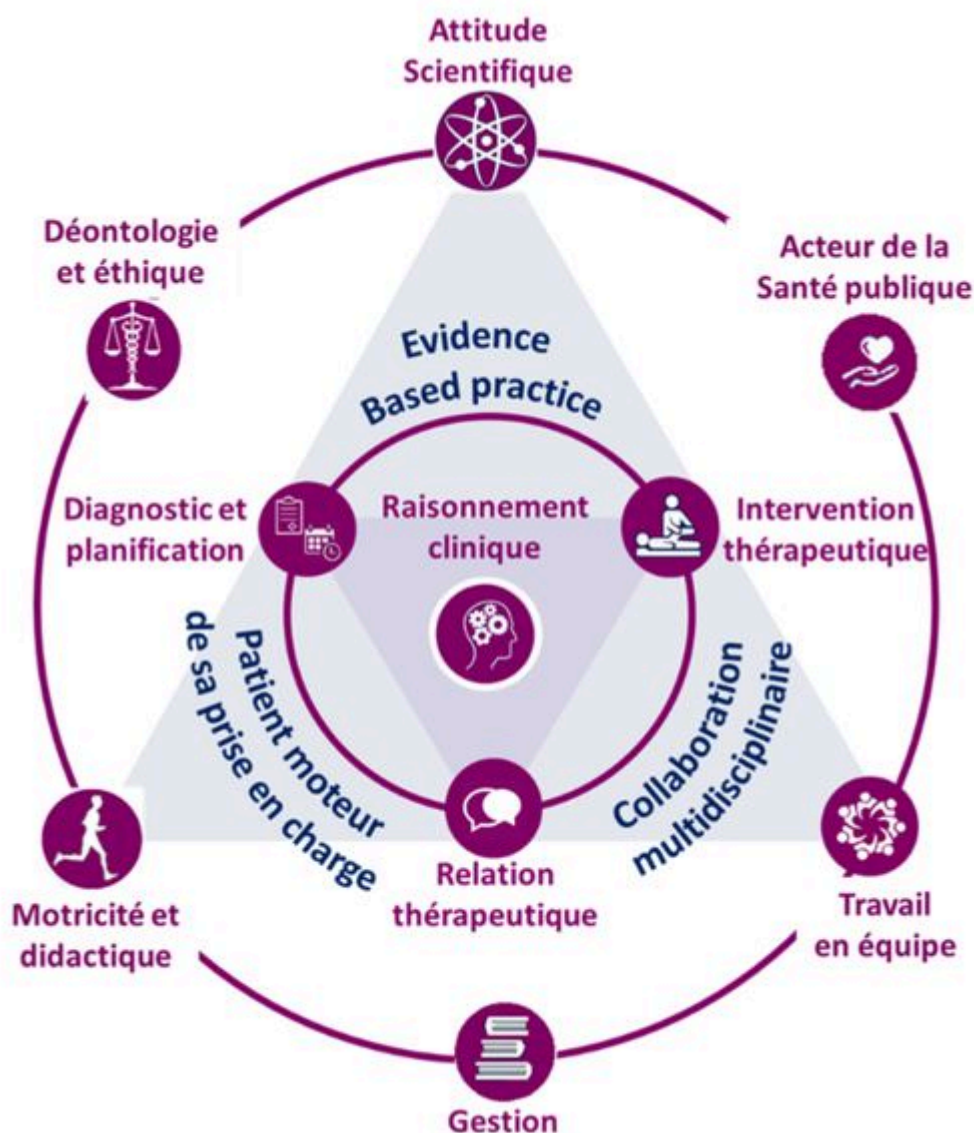 Attitude
Scientifique
Déontologie
et éthique
Acteur de la
Santé publique
Evidence
Based practice
Diagnostic et
planification
Raisonnement
clinique
Intervention
thérapeutique
Patient moteur
de sa prise en charge
Collaboration
multidisciplinaire
Relation
thérapeutique
Motricité et
didactique
Travail
en équipe
Gestion